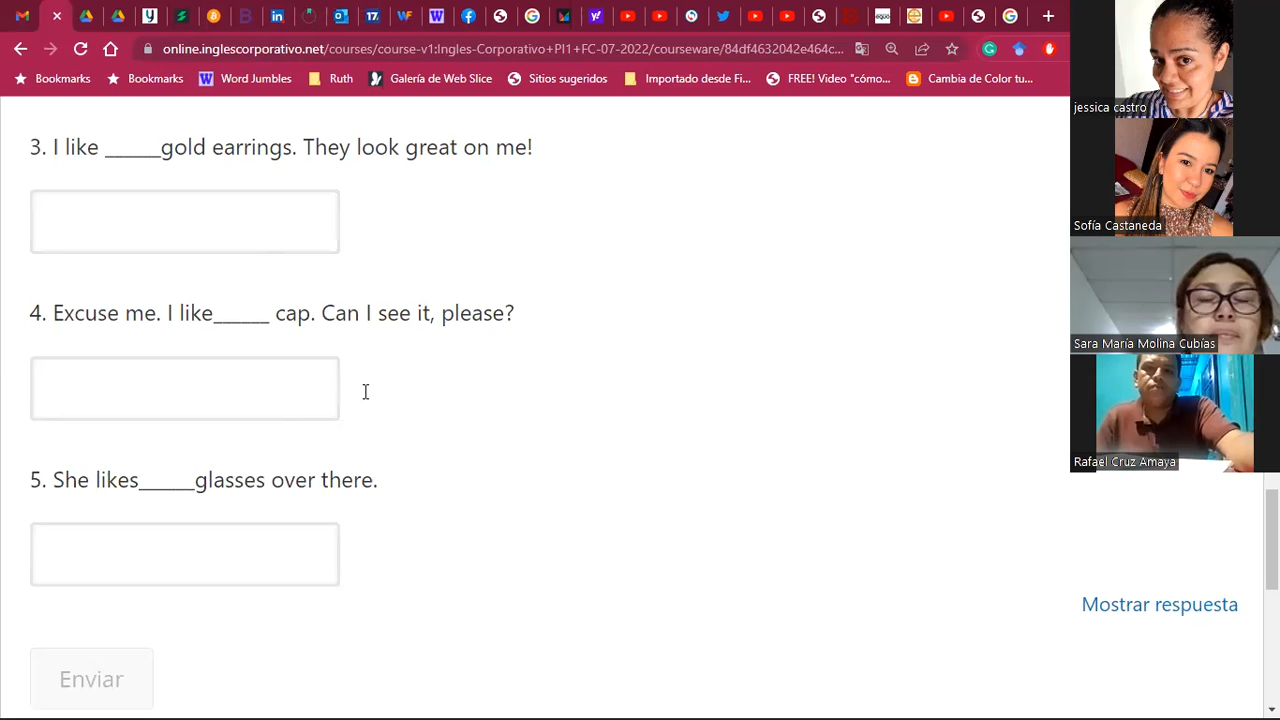 online.inglescorporativo.net/courses/course-v1:Ingles-Corporativo+PI1+FC-07-2022/courseware/84df4632042e464c...
Bookmarks Bookmarks Word Jumbles Ruth Galería de Web Slice Sitios sugeridos Importado desde Fi... FREE! Video "cómo... Cambia de Color tu...
3. I like ______gold earrings. They look great on me!
4. Excuse me. I like______ cap. Can I see it, please?
5. She likes______glasses over there.
Mostrar respuesta
Enviar
jessica castro
Sofía Castaneda
Sara María Molina Cubías
Rafael Cruz Amaya